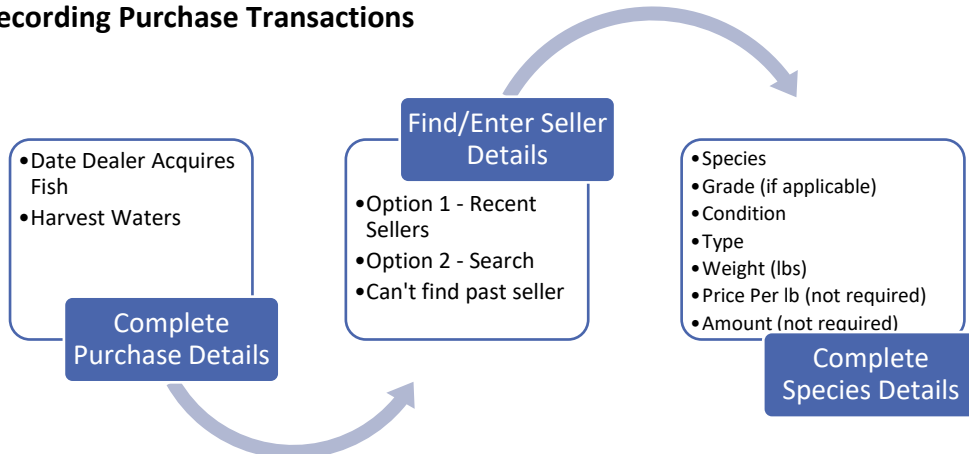 ecording Purchase Transactions
•Date Dealer Acquires
Fish
•Harvest Waters
Complete
Purchase Details
Find/Enter Seller
Details
•Option 1 - Recent
Sellers
•Option 2 - Search
•Can't find past seller
•Species
•Grade (if applicable)
•Condition
•Type
•Weight (lbs)
•Price Per lb (not required)
•Amount (not required)
Complete
Species Details